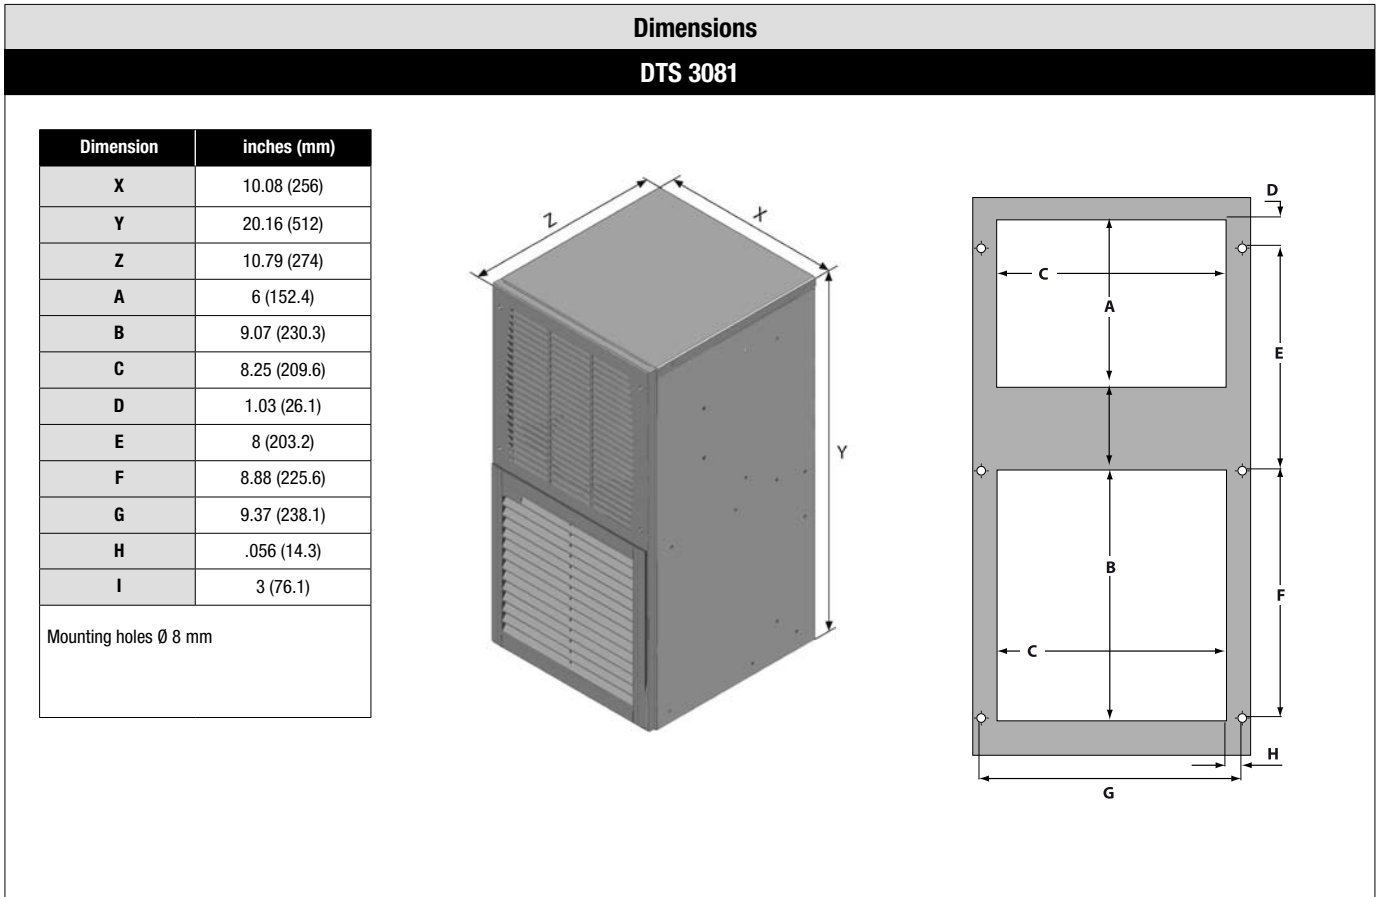 Dimensions
DTS 3081
Dimension inches (mm)
X 10.08 (256)
Y 20.16 (512)
Z 10.79 (274)
A 6 (152.4)
B 9.07 (230.3)
C 8.25 (209.6)
D 1.03 (26.1)
E 8 (203.2)
F 8.88 (225.6)
G 9.37 (238.1)
H .056 (14.3)
I 3 (76.1)
Mounting holes Ø 8 mm
Z
X
Y
D
C
A
E
B
F
C
H
G